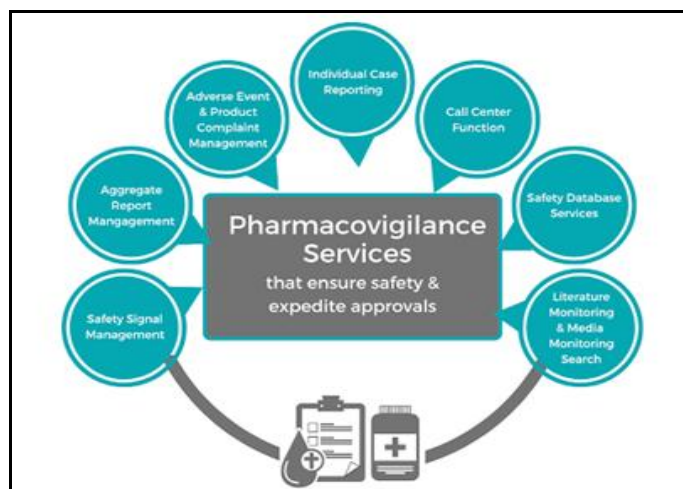 Individual Case
Reporting
Adverse Event
& Product
Complaint
Management
Call Center
Function
Aggregate
Report
Mangagement
Safety Database
Services
Pharmacovigilance
Services
that ensure safety &
expedite approvals
Safety Signal
Management
Literature
Monitoring
& Media
Monitoring
Search